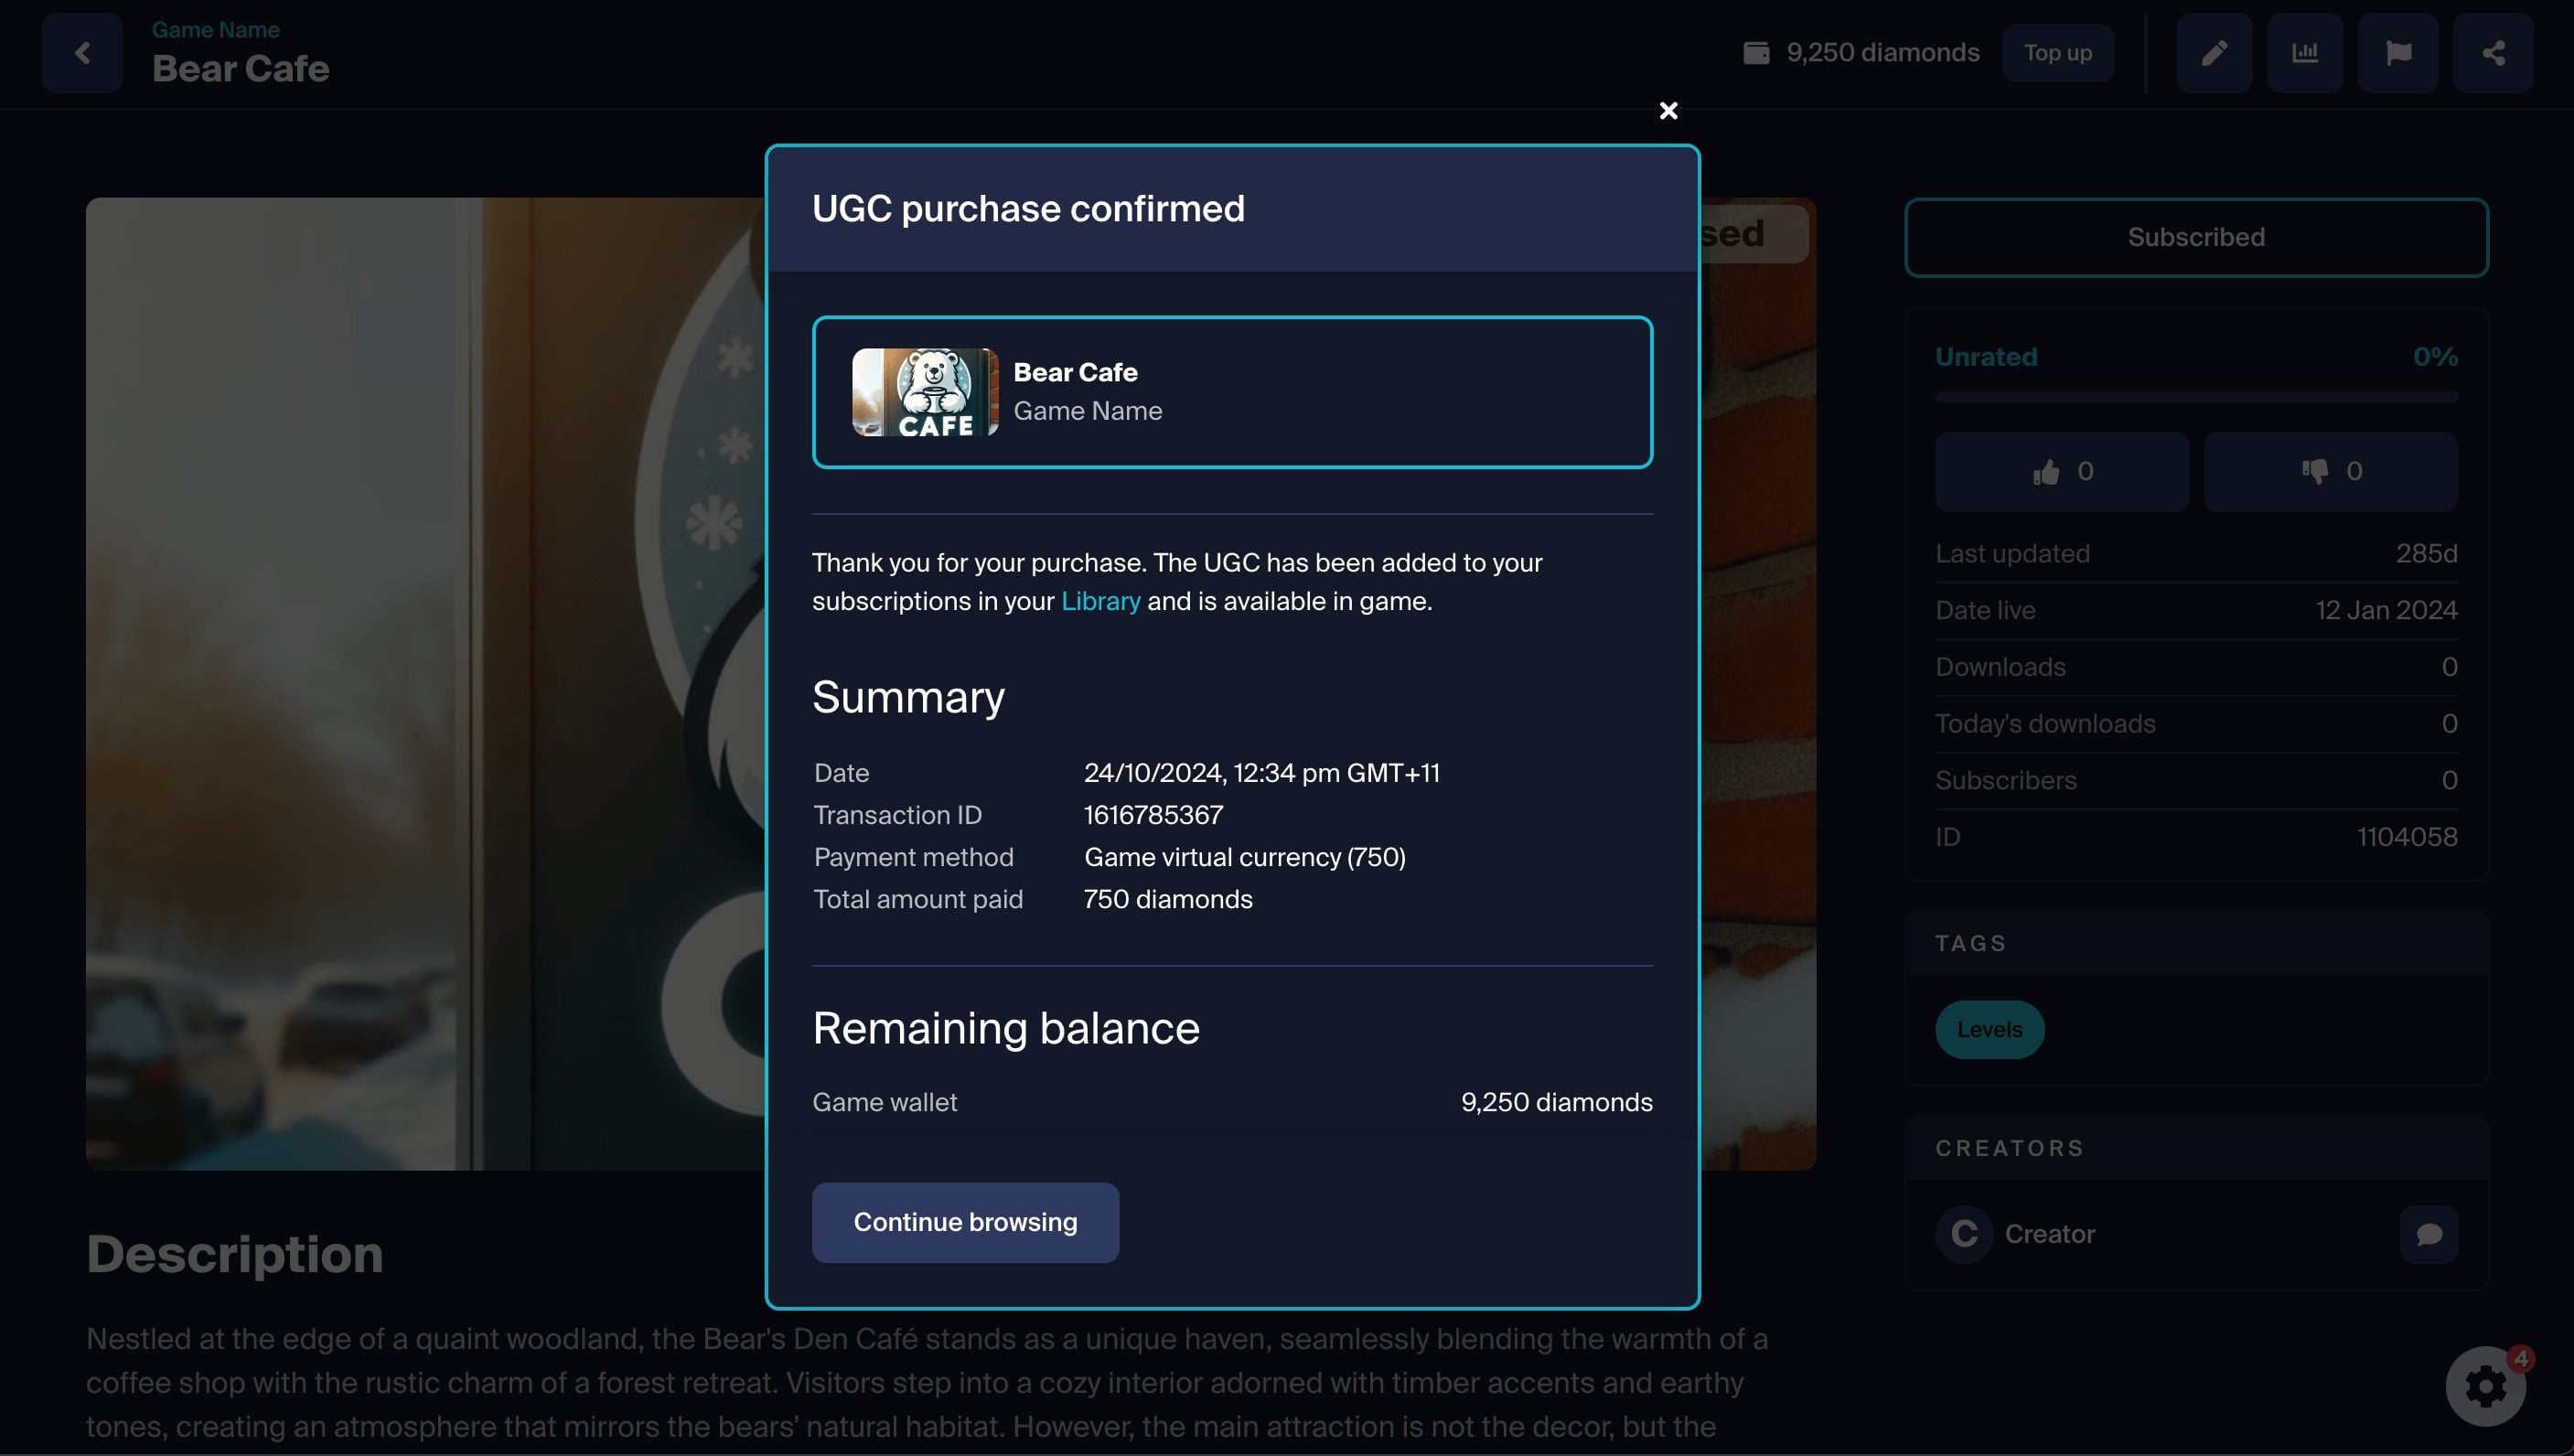 Game Name
Bear Cafe
9,250 diamonds
Top up
UGC purchase confirmed
sed
Subscribed
CAFE
Bear Cafe
Game Name
Unrated 0%
0 0
Thank you for your purchase. The UGC has been added to your
subscriptions in your Library and is available in game.
Last updated 285d
Date live 12 Jan 2024
Downloads 0
Today's downloads 0
Subscribers 0
ID 1104058
Summary
Date 24/10/2024, 12:34 pm GMT+11
Transaction ID 1616785367
Payment method Game virtual currency (750)
Total amount paid 750 diamonds
Remaining balance
Game wallet 9,250 diamonds
Continue browsing
TAGS
Levels
CREATORS
C Creator
Description
Nestled at the edge of a quaint woodland, the Bear's Den Café stands as a unique haven, seamlessly blending the warmth of a
coffee shop with the rustic charm of a forest retreat. Visitors step into a cozy interior adorned with timber accents and earthy
tones, creating an atmosphere that mirrors the bears' natural habitat. However, the main attraction is not the decor, but the
4